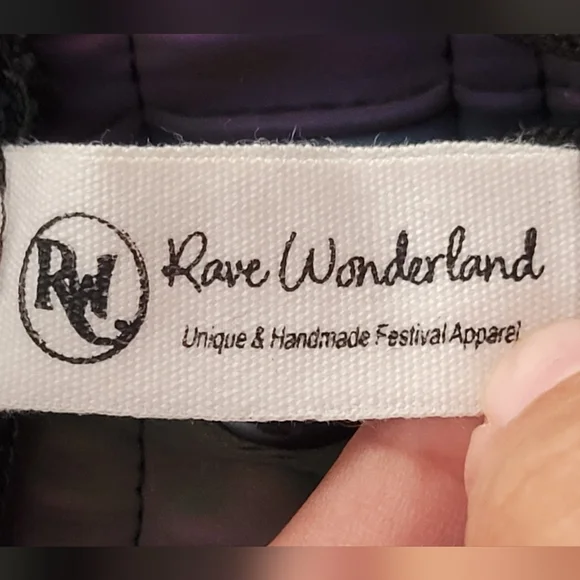 RW
Rave Wonderland
Unique & Handmade Festival Apparel